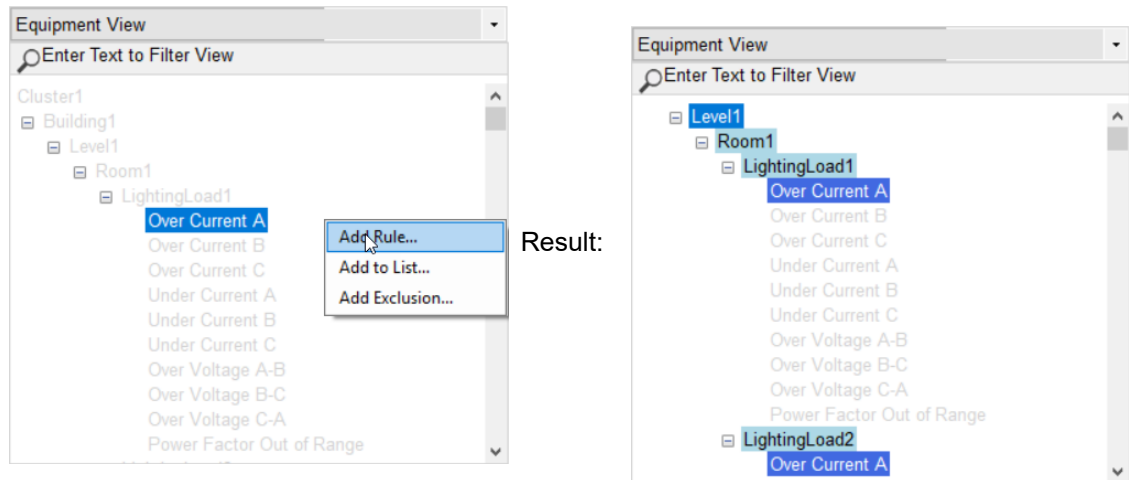 Equipment View
Enter Text to Filter View
Cluster1
Building1
Level1
Room1
LightingLoad1
Over Current A
Over Current B
Over Current C
Under Current A
Under Current B
Under Current C
Over Voltage A-B
Over Voltage B-C
Over Voltage C-A
Power Factor Out of Range
Add Rule...
Add to List...
Add Exclusion...
Result:
Equipment View
Enter Text to Filter View
Level1
Room1
LightingLoad1
Over Current A
Over Current B
Over Current C
Under Current A
Under Current B
Under Current C
Over Voltage A-B
Over Voltage B-C
Over Voltage C-A
Power Factor Out of Range
LightingLoad2
Over Current A